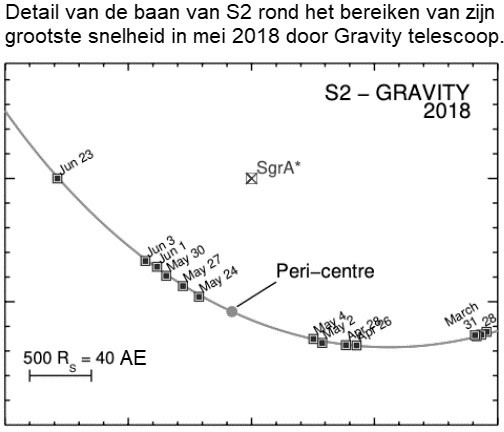 Detail van de baan van S2 rond het bereiken van zijn
grootste snelheid in mei 2018 door Gravity telescoop.
S2 – GRAVITY
2018
Jun 23
SgrA*
Jun 3
Jun 1
May 30
May 27
May 24
Peri-centre
May 4
May 2
Apr 28
Apr 26
March
31 28
500 Rs = 40 AE